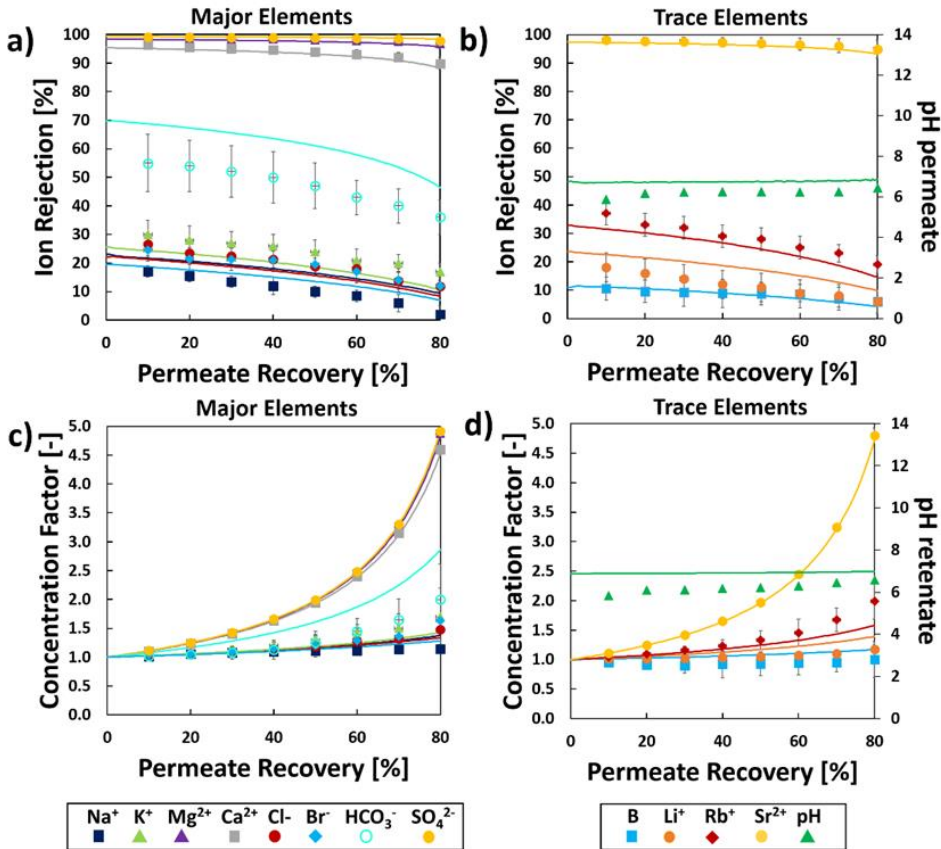 Major Elements
a)
Ion Rejection [%]
100
90
80
70
60
50
40
30
20
10
0
0 20 40 60 80
Permeate Recovery [%]
Trace Elements
b)
Ion Rejection [%]
100
90
80
70
60
50
40
30
20
10
0
14
12
10
8
6
4
2
0
pH permeate
0 20 40 60 80
Permeate Recovery [%]
Major Elements
c)
Concentration Factor [-]
5.0
4.5
4.0
3.5
3.0
2.5
2.0
1.5
1.0
0.5
0.0
0 20 40 60 80
Permeate Recovery [%]
Trace Elements
d)
Concentration Factor [-]
5.0
4.5
4.0
3.5
3.0
2.5
2.0
1.5
1.0
0.5
0.0
14
12
10
8
6
4
2
0
pH retentate
0 20 40 60 80
Permeate Recovery [%]
Na⁺ K⁺ Mg²⁺ Ca²⁺ Cl- Br⁻ HCO₃⁻ SO₄²⁻
B Li⁺ Rb⁺ Sr²⁺ pH